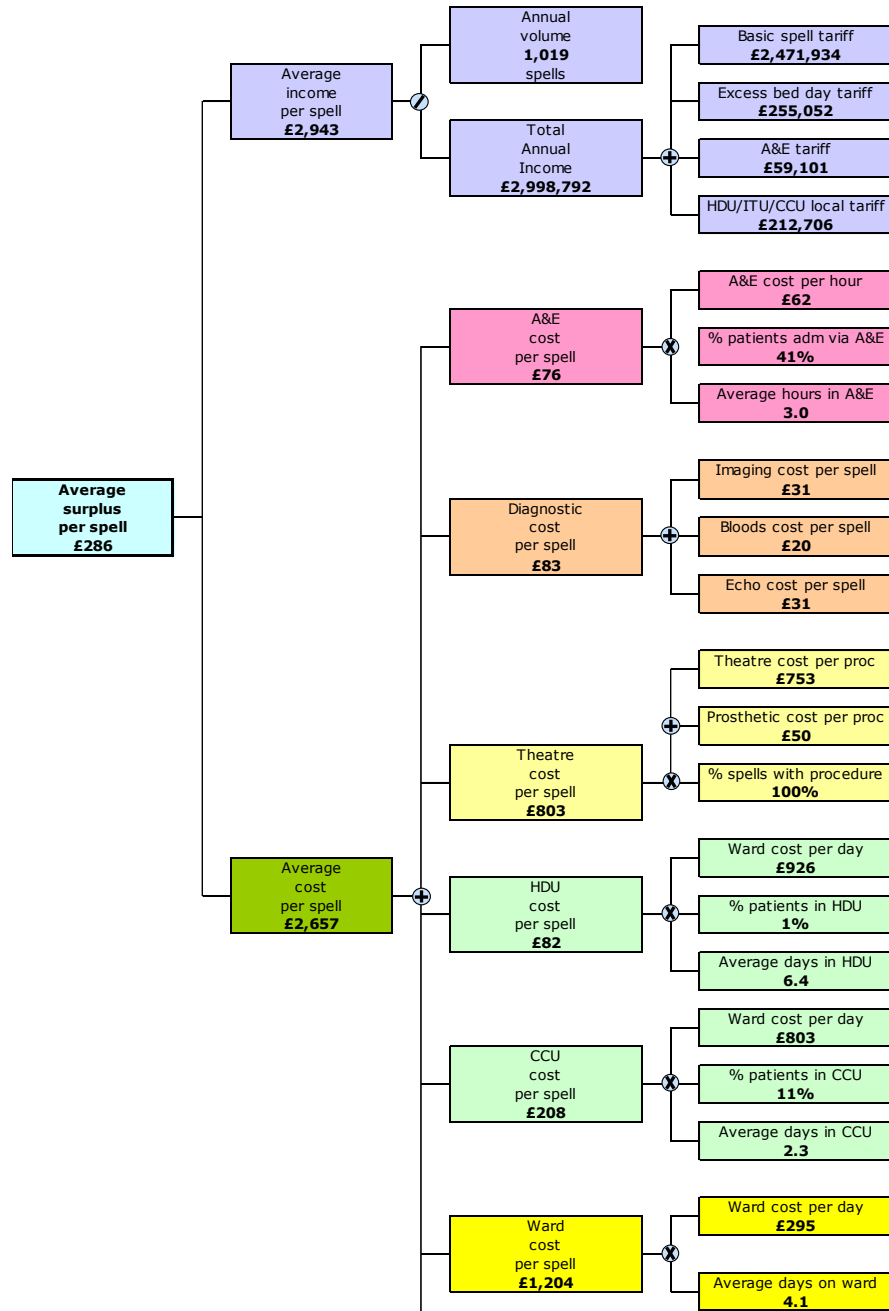 Annual
volume
1,019
spells
Basic spell tariff
£2,471,934
Average
income
per spell
£2,943
Excess bed day tariff
£255,052
Total
Annual
Income
£2,998,792
A&E tariff
£59,101
HDU/ITU/CCU local tariff
£212,706
A&E cost per hour
£62
A&E
cost
per spell
£76
% patients adm via A&E
41%
Average hours in A&E
3.0
Average
surplus
per spell
£286
Imaging cost per spell
£31
Diagnostic
cost
per spell
£83
Bloods cost per spell
£20
Echo cost per spell
£31
Theatre cost per proc
£753
Prosthetic cost per proc
£50
Theatre
cost
per spell
£803
% spells with procedure
100%
Average
cost
per spell
£2,657
Ward cost per day
£926
HDU
cost
per spell
£82
% patients in HDU
1%
Average days in HDU
6.4
Ward cost per day
£803
CCU
cost
per spell
£208
% patients in CCU
11%
Average days in CCU
2.3
Ward cost per day
£295
Ward
cost
per spell
£1,204
Average days on ward
4.1